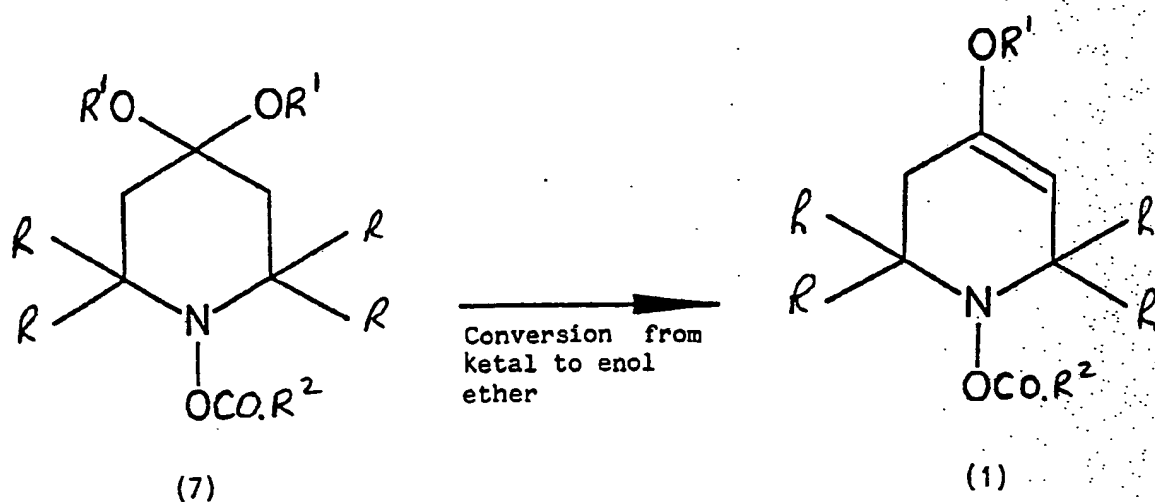 OR'
R'O OR'
R R
R R
N
OCO.R²
(7)
Conversion from
ketal to enol
ether
R R
R R
N
OCO.R²
(1)